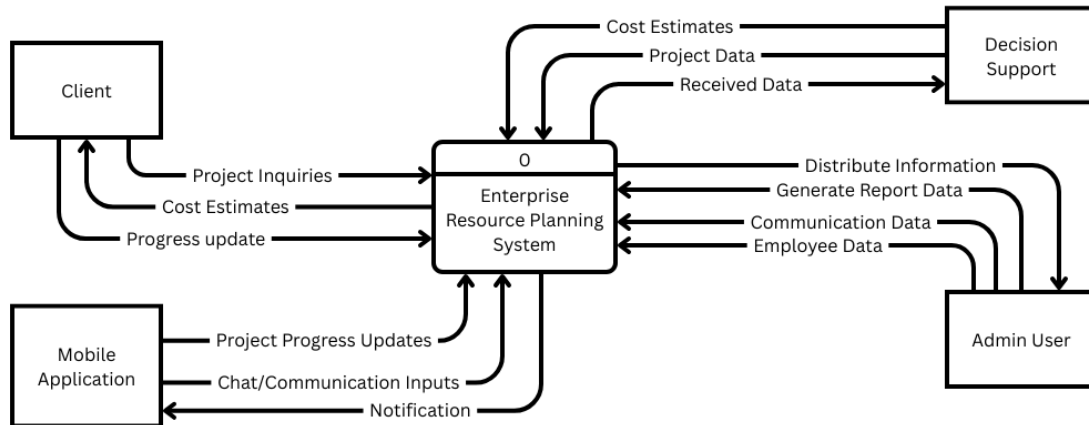 Cost Estimates
Project Data
Received Data
Decision
Support
Client
0
Enterprise
Resource Planning
System
Project Inquiries
Cost Estimates
Progress update
Distribute Information
Generate Report Data
Communication Data
Employee Data
Admin User
Mobile
Application
Project Progress Updates
Chat/Communication Inputs
Notification